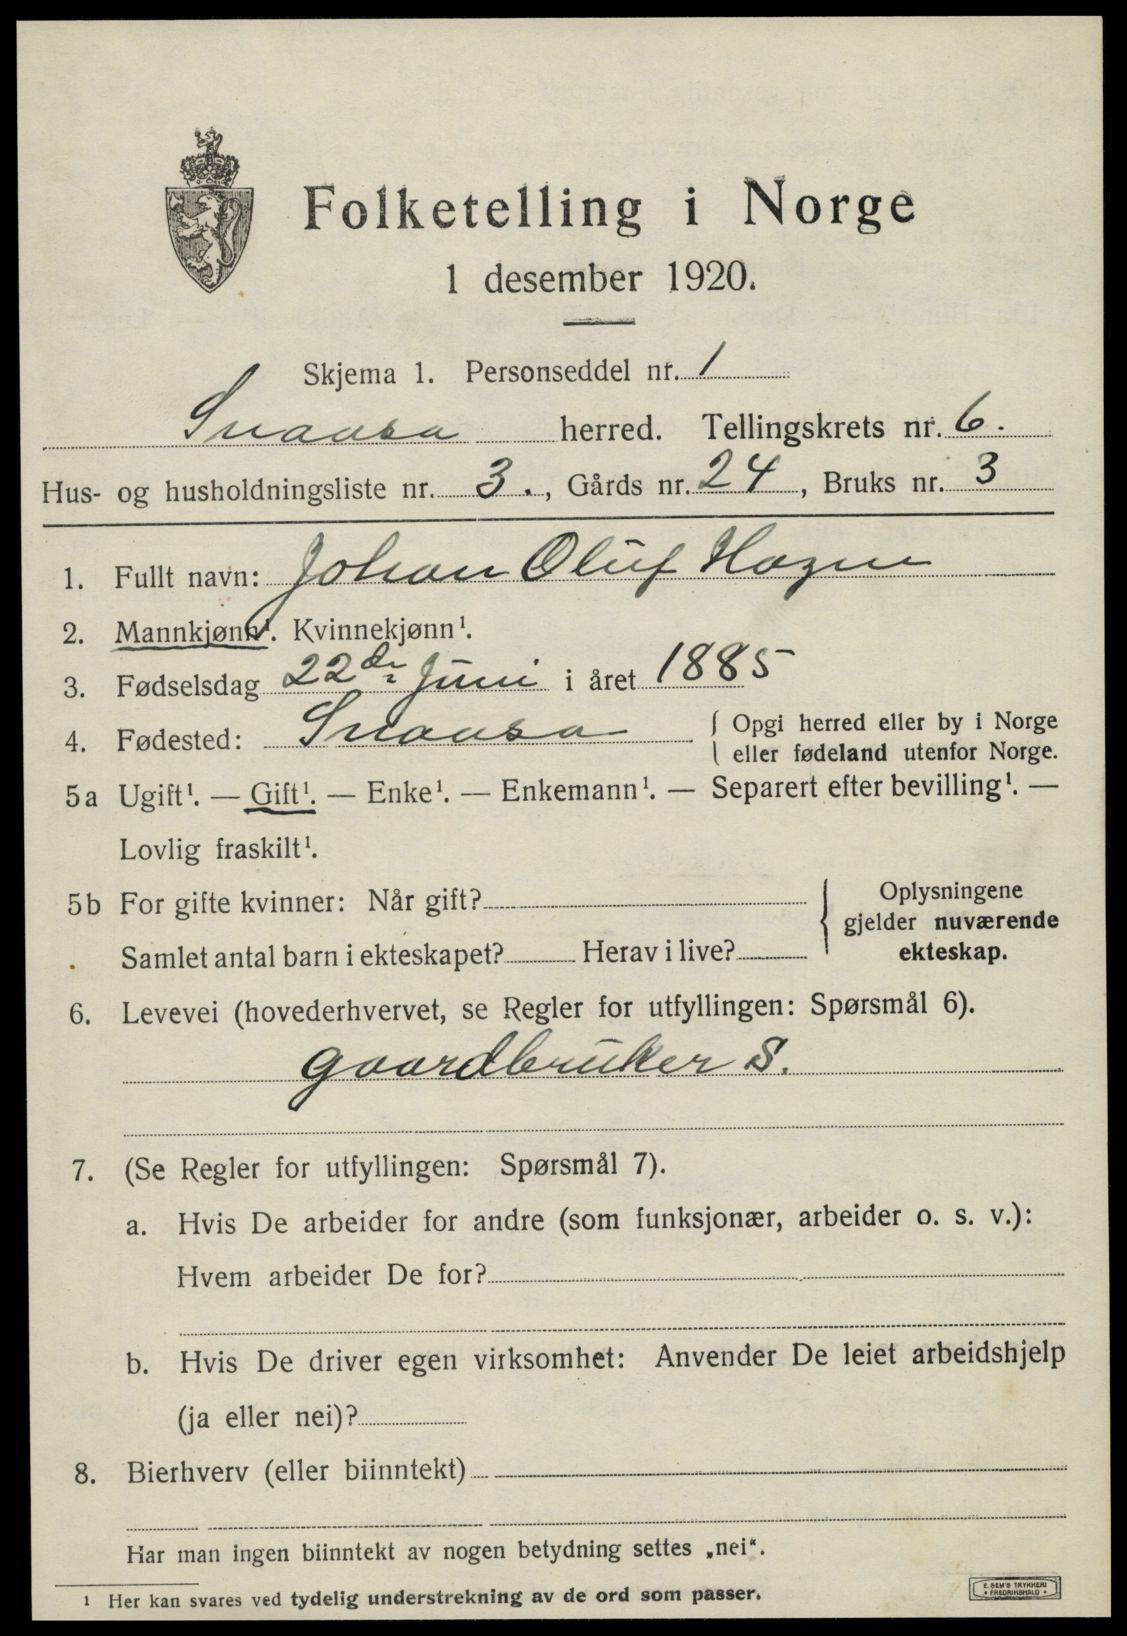 Folketelling i Norge
1 desember 1920.
Skjema 1. Personseddel nr. 1
Snaasa herred. Tellingskrets nr. 6.
Hus- og husholdningsliste nr. 3., Gårds nr. 24, Bruks nr. 3
1. Fullt navn: Johan Oluf Hagen
2. Mannkjønn¹. Kvinnekjønn¹.
3. Fødselsdag 22de Juni i året 1885
4. Fødested: Snaasa { Opgi herred eller by i Norge
eller fødeland utenfor Norge.
5a Ugift¹. — Gift¹. — Enke¹. — Enkemann¹. — Separert efter bevilling¹. —
Lovlig fraskilt¹.
5b For gifte kvinner: Når gift? { Oplysningene
gjelder nuværende
Samlet antal barn i ekteskapet? Herav i live? ekteskap.
6. Levevei (hovederhvervet, se Regler for utfyllingen: Spørsmål 6).
gaardbruker S.
7. (Se Regler for utfyllingen: Spørsmål 7).
a. Hvis De arbeider for andre (som funksjonær, arbeider o. s. v.):
Hvem arbeider De for?
b. Hvis De driver egen virksomhet: Anvender De leiet arbeidshjelp
(ja eller nei)?
8. Bierhverv (eller biinntekt)
Har man ingen biinntekt av nogen betydning settes „nei“.
1 Her kan svares ved tydelig understrekning av de ord som passer.
E. SEM'S TRYKKERI
• FREDRIKSHALD •